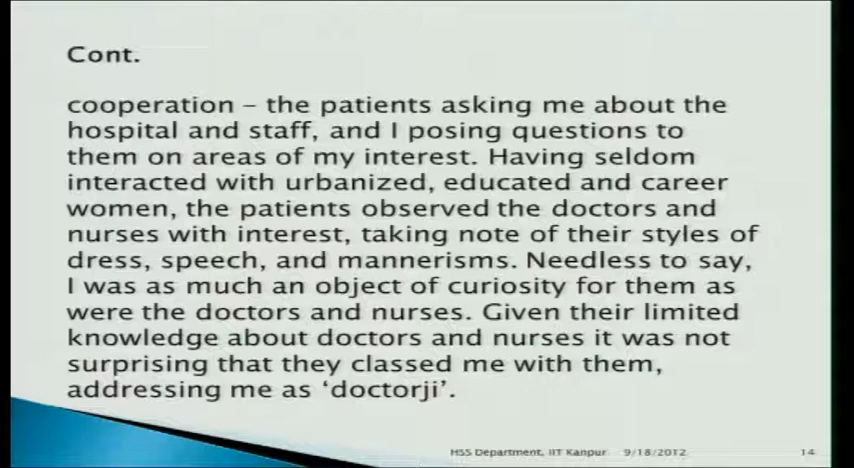 Cont.
cooperation – the patients asking me about the
hospital and staff, and I posing questions to
them on areas of my interest. Having seldom
interacted with urbanized, educated and career
women, the patients observed the doctors and
nurses with interest, taking note of their styles of
dress, speech, and mannerisms. Needless to say,
I was as much an object of curiosity for them as
were the doctors and nurses. Given their limited
knowledge about doctors and nurses it was not
surprising that they classed me with them,
addressing me as ‘doctorji’.
HSS Department, IIT Kanpur 9/18/2012 14